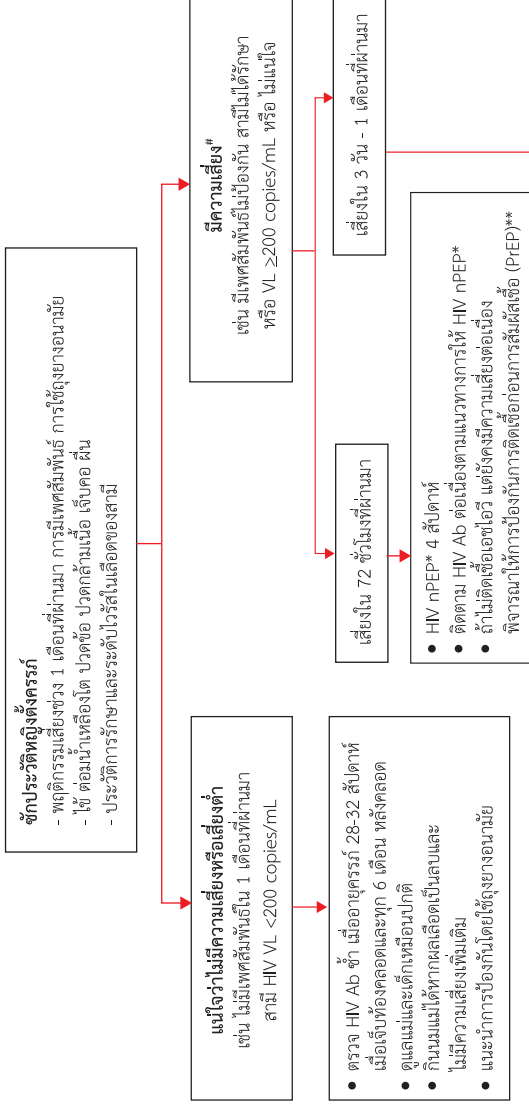 ซักประวัติหญิงตั้งครรภ์
- พฤติกรรมเสี่ยงช่วง 1 เดือนที่ผ่านมา การมีเพศสัมพันธ์ การใช้ถุงยางอนามัย
- ไข้ ต่อมน้ำเหลืองโต ปวดข้อ ปวดกล้ามเนื้อ เจ็บคอ ผื่น
- ประวัติการรักษาและระดับไวรัสในเลือดของสามี
แน่ใจว่าไม่มีความเสี่ยงหรือเสี่ยงต่ำ
เช่น ไม่มีเพศสัมพันธ์ใน 1 เดือนที่ผ่านมา
สามี HIV VL <200 copies/mL
● ตรวจ HIV Ab ซ้ำ เมื่ออายุครรภ์ 28-32 สัปดาห์
เมื่อเจ็บท้องคลอดและทุก 6 เดือน หลังคลอด
● ดูแลแม่และเด็กเหมือนปกติ
● กินนมแม่ได้หากผลเลือดเป็นลบและ
ไม่มีความเสี่ยงเพิ่มเติม
● แนะนำการป้องกันโดยใช้ถุงยางอนามัย
มีความเสี่ยง#
เช่น มีเพศสัมพันธ์ไม่ป้องกัน สามีไม่ได้รักษา
หรือ VL ≥200 copies/mL หรือ ไม่แน่ใจ
เสี่ยงใน 72 ชั่วโมงที่ผ่านมา
● HIV nPEP* 4 สัปดาห์
● ติดตาม HIV Ab ต่อเนื่องตามแนวทางการให้ HIV nPEP*
● ถ้าไม่ติดเชื้อเอชไอวี แต่ยังคงมีความเสี่ยงต่อเนื่อง
พิจารณาให้การป้องกันการติดเชื้อก่อนการสัมผัสเชื้อ (PrEP)**
เสี่ยงใน 3 วัน - 1 เดือนที่ผ่านมา